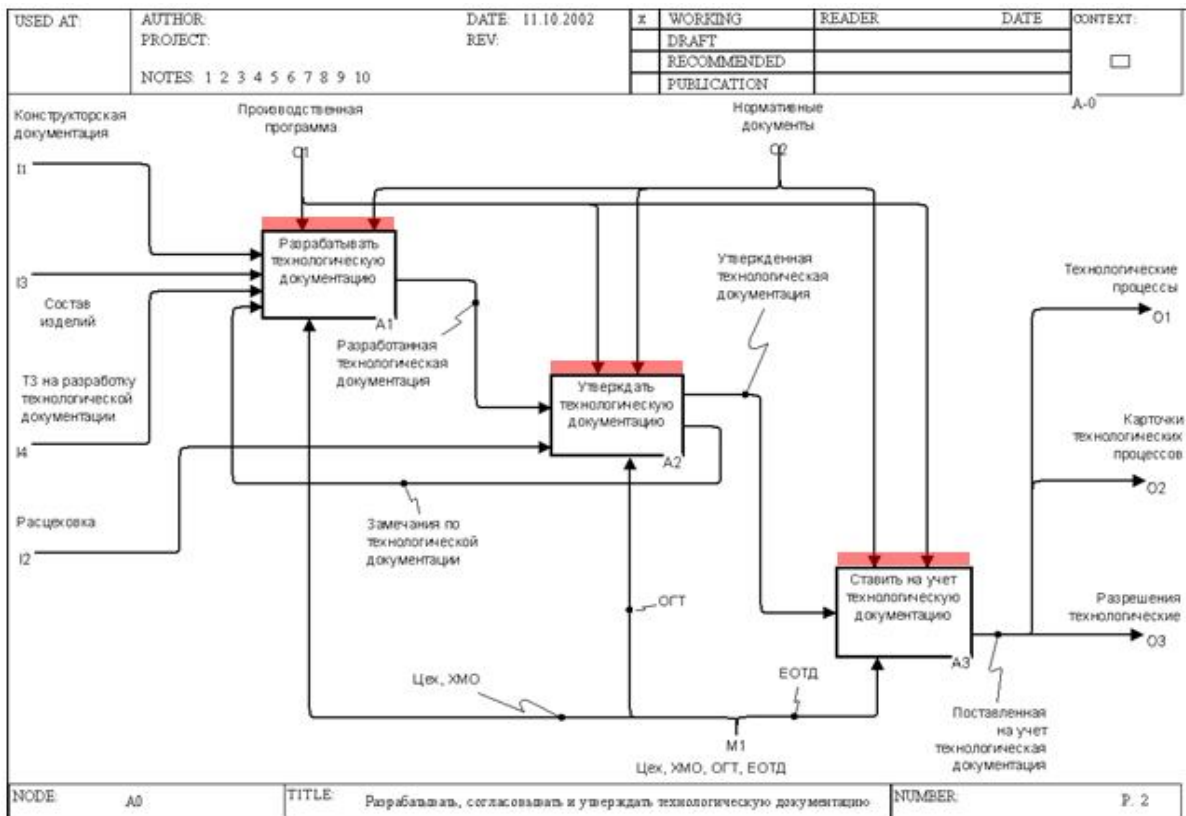 USED AT:
AUTHOR:
DATE: 11.10.2002
PROJECT:
REV:
NOTES: 1 2 3 4 5 6 7 8 9 10
x
WORKING
DRAFT
RECOMMENDED
PUBLICATION
READER
DATE
CONTEXT:
A-0
Конструкторская
документация
I1
Производственная
программа
C1
Нормативные
документы
C2
I3
Состав
изделий
ТЗ на разработку
технологической
документации
I4
Расцеховка
I2
Разрабатывать
технологическую
документацию
A1
Разработанная
технологическая
документация
Утверждать
технологическую
документацию
A2
Утвержденная
технологическая
документация
Замечания по
технологической
документации
Ставить на учет
технологическую
документацию
A3
Технологические
процессы
O1
Карточки
технологических
процессов
O2
Разрешения
технологические
O3
ОГТ
Цех, ХМО
ЕОТД
M1
Цех, ХМО, ОГТ, ЕОТД
Поставленная
на учет
технологическая
документация
NODE:
A0
TITLE:
Разрабатывать, согласовывать и утверждать технологическую документацию
NUMBER:
P. 2